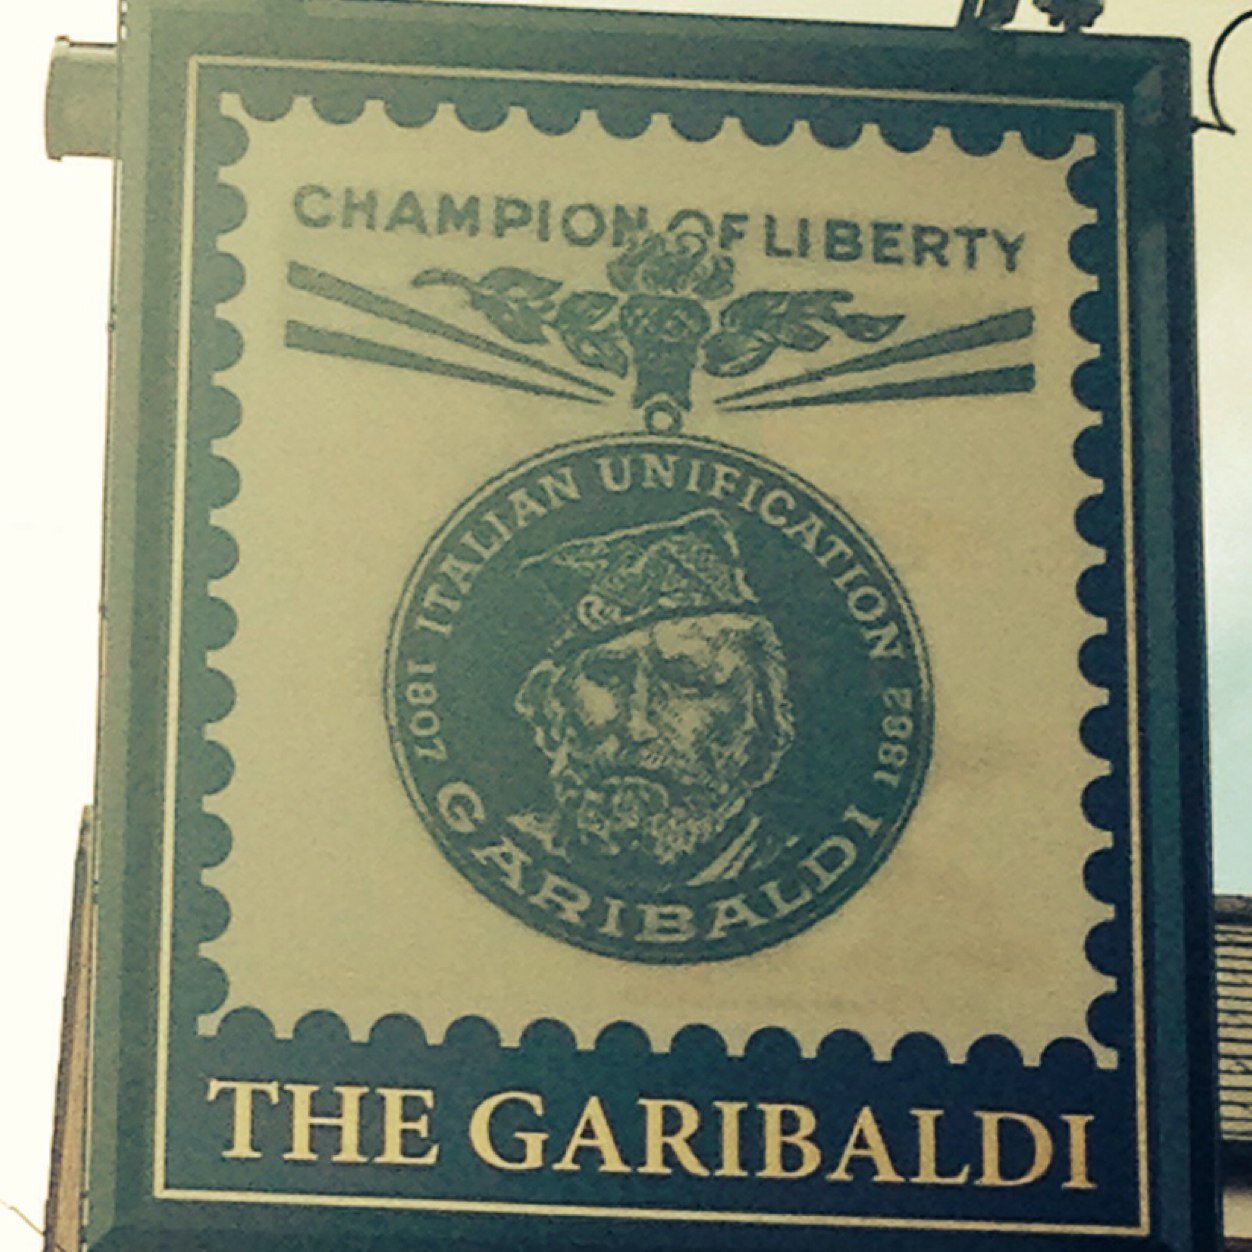 CHAMPION OF LIBERTY
ITALIAN UNIFICATION
1807
1882
GARIBALDI
THE GARIBALDI